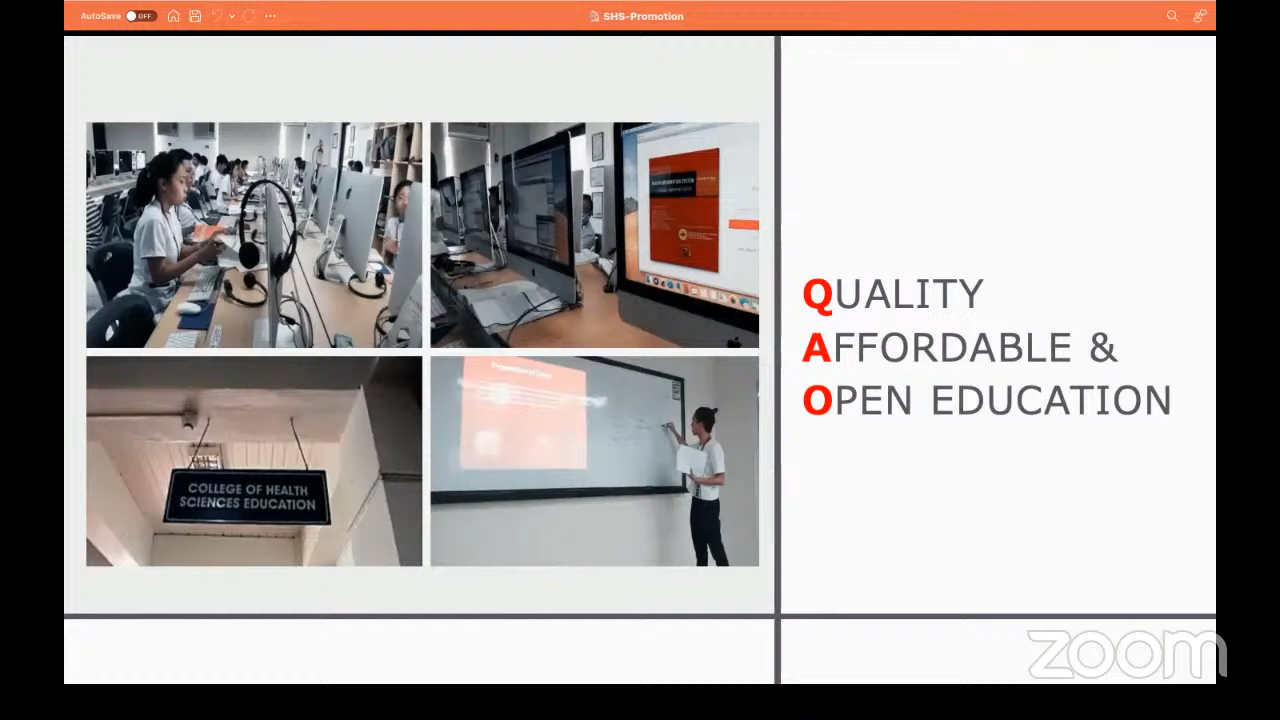 AutoSave OFF
SHS-Promotion
COLLEGE OF HEALTH
SCIENCES EDUCATION
QUALITY
AFFORDABLE &
OPEN EDUCATION
zoom